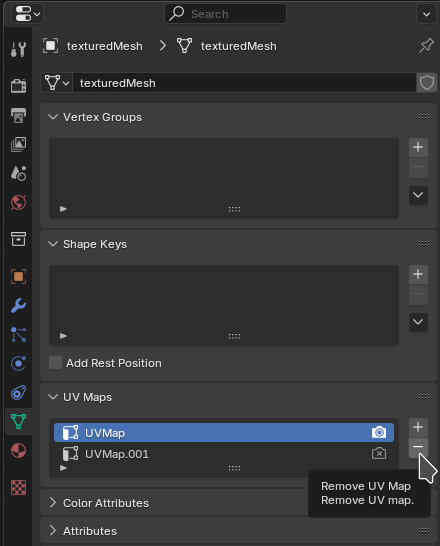 Search
texturedMesh > texturedMesh
texturedMesh
Vertex Groups
Shape Keys
Add Rest Position
UV Maps
UVMap
UVMap.001
Remove UV Map
Remove UV map.
Color Attributes
Attributes